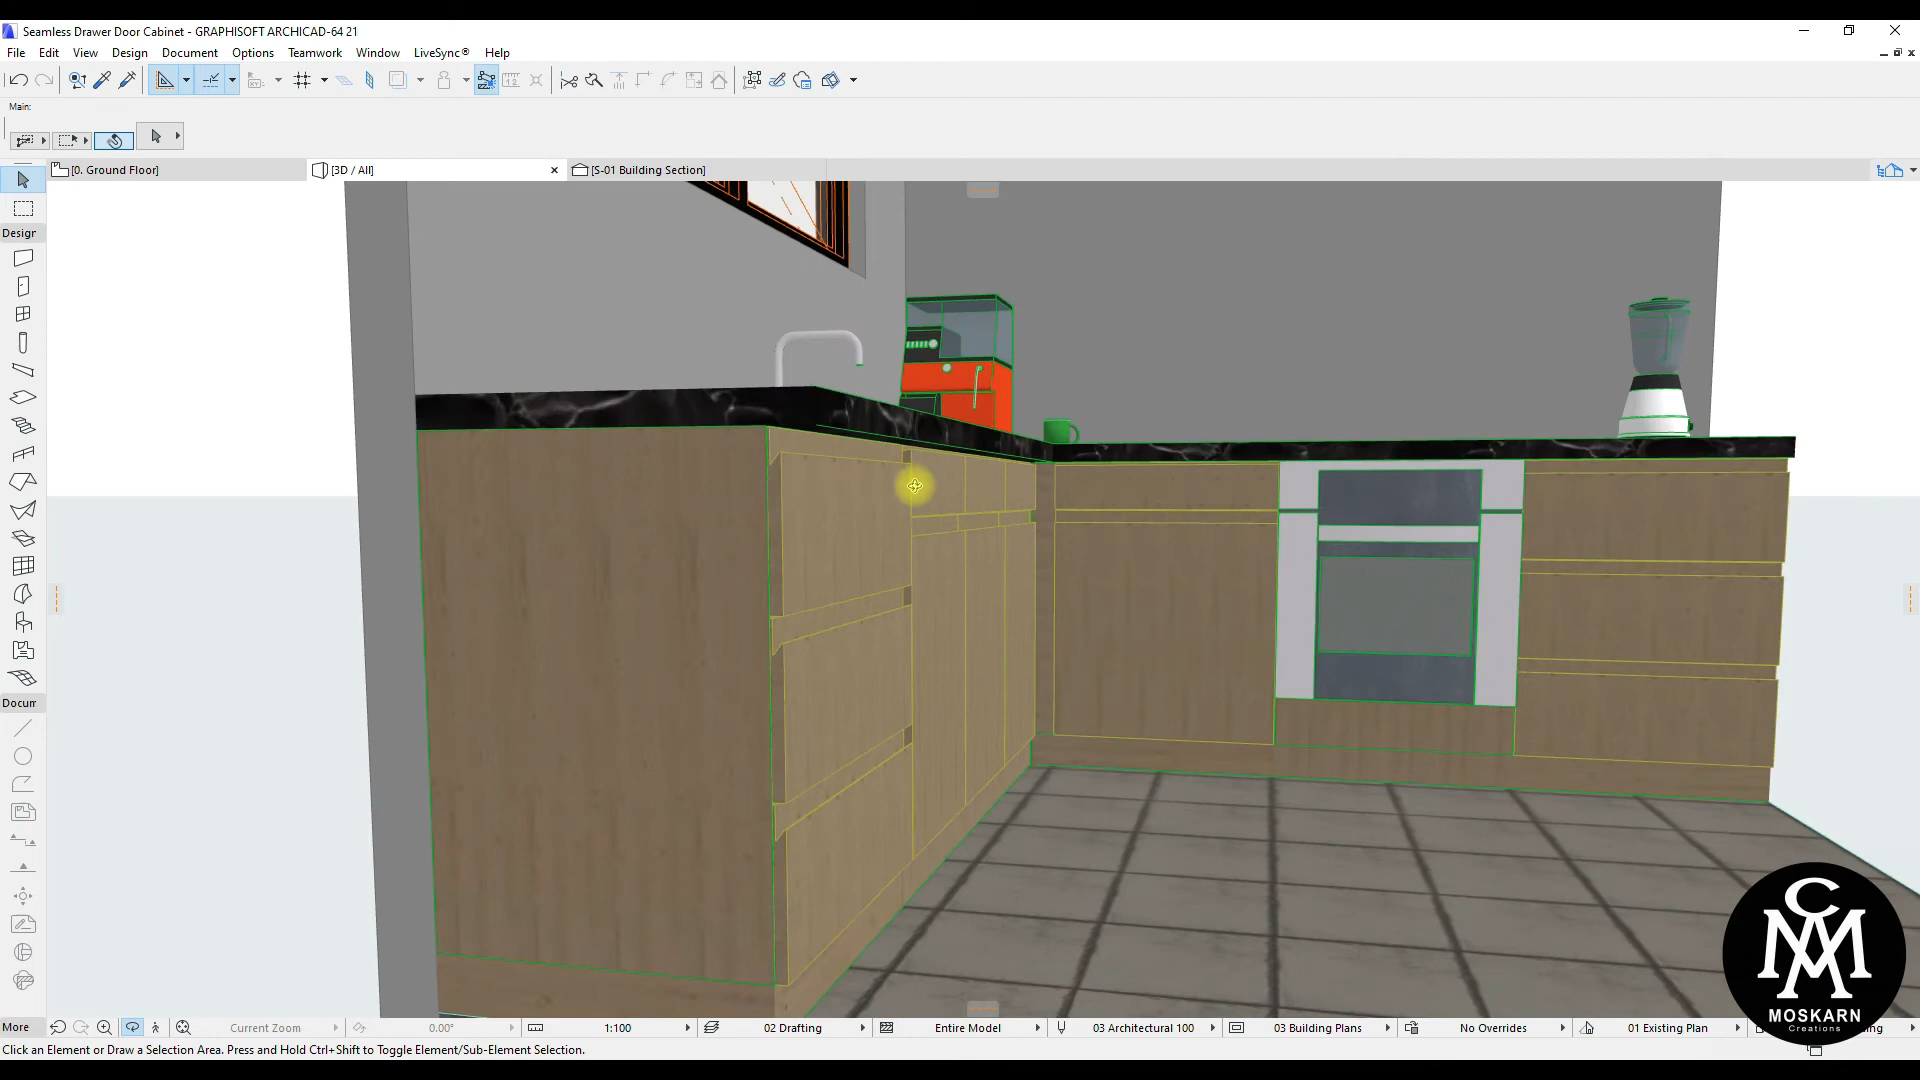 Seamless Drawer Door Cabinet - GRAPHISOFT ARCHICAD-64 21
File Edit View Design Document Options Teamwork Window LiveSync® Help
Main:
[0. Ground Floor]
[3D / All]
[S-01 Building Section]
Design
Docum
More
Current Zoom
0.00°
1:100
02 Drafting
Entire Model
03 Architectural 100
03 Building Plans
No Overrides
01 Existing Plan
Click an Element or Draw a Selection Area. Press and Hold Ctrl+Shift to Toggle Element/Sub-Element Selection.
MOSKARN
Creations